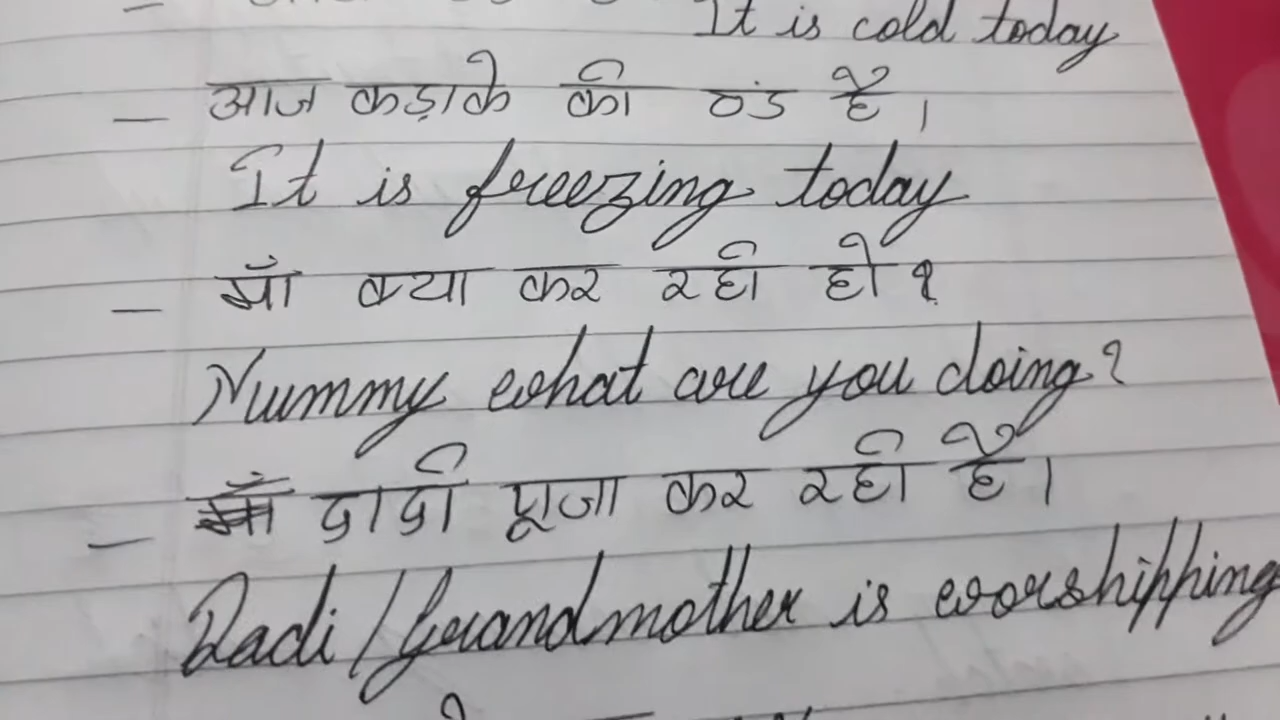 It is cold today
– आज कड़ाके की ठंड है।
It is freezing today
– माँ क्या कर रही हो?
Mummy what are you doing?
– दादी पूजा कर रही है।
Dadi / Grandmother is worshipping